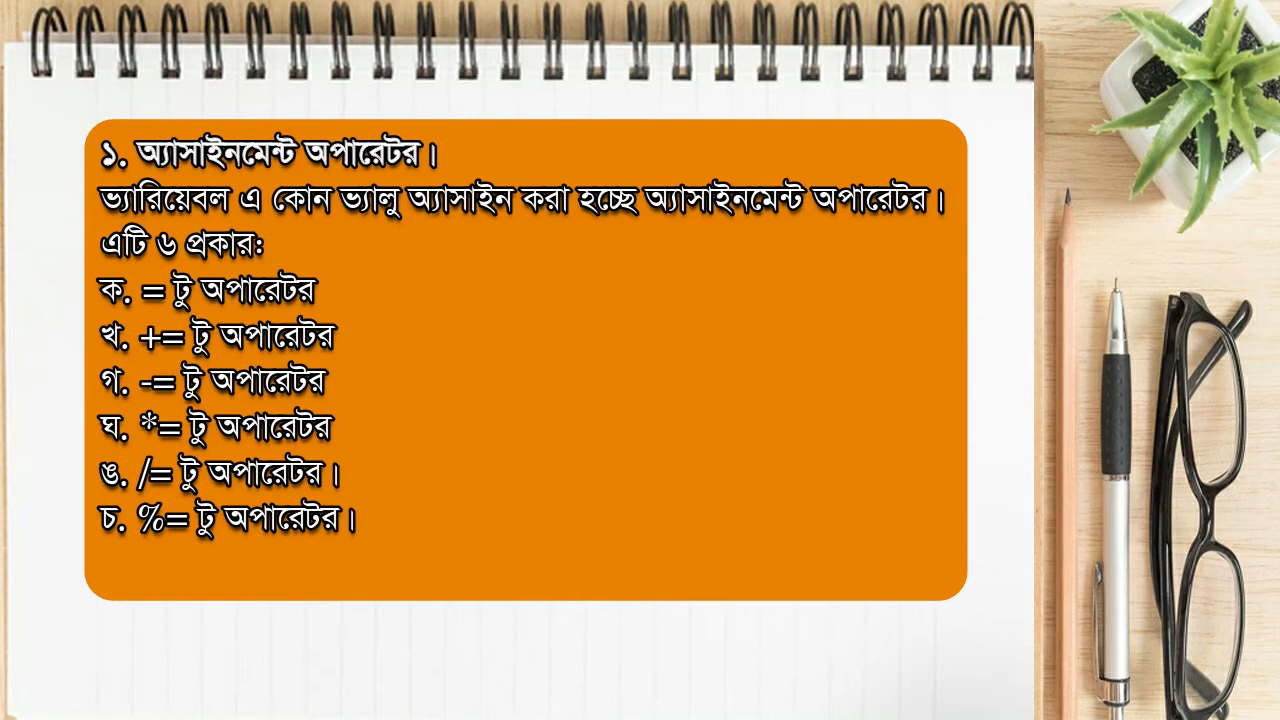 ১. অ্যাসাইনমেন্ট অপারেটর।
ভ্যারিয়েবল এ কোন ভ্যালু অ্যাসাইন করা হচ্ছে অ্যাসাইনমেন্ট অপারেটর।
এটি ৬ প্রকার:
ক. = টু অপারেটর
খ. += টু অপারেটর
গ. -= টু অপারেটর
ঘ. *= টু অপারেটর
ঙ. /= টু অপারেটর।
চ. %= টু অপারেটর।